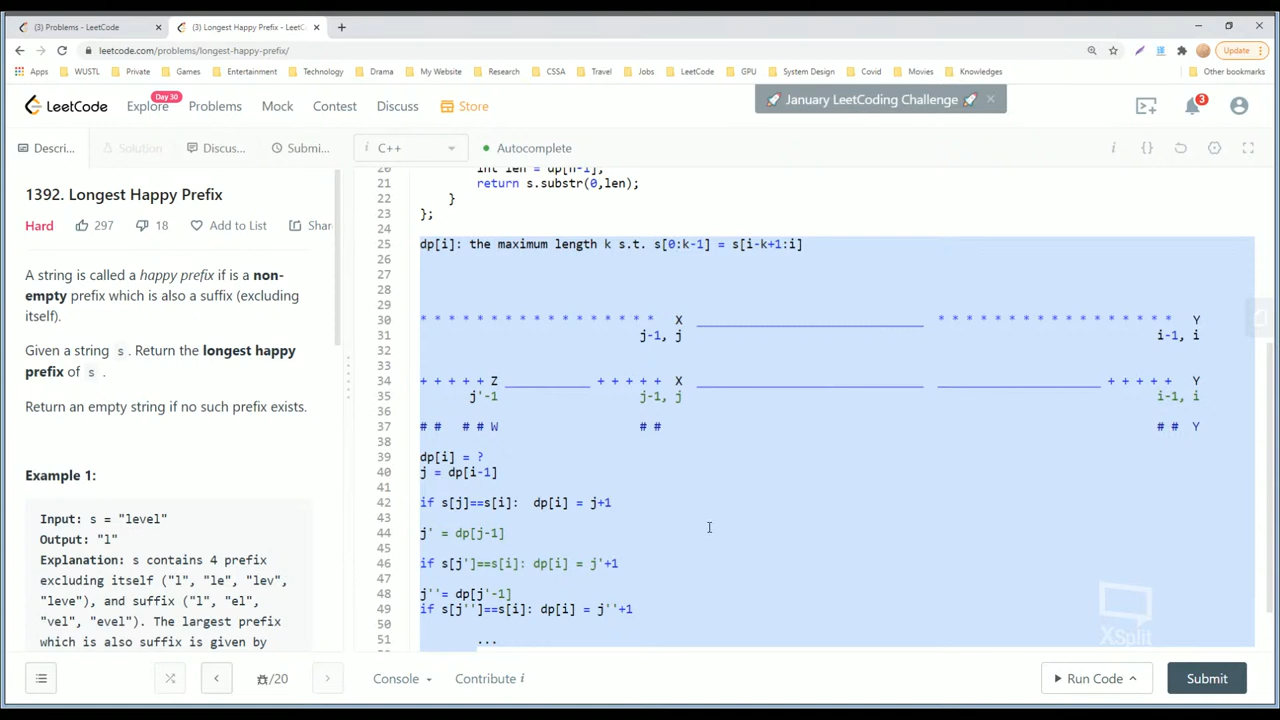 (3) Problems - LeetCode
(3) Longest Happy Prefix - LeetC
leetcode.com/problems/longest-happy-prefix/
Update
Apps WUSTL Private Games Entertainment Technology Drama My Website Research CSSA Travel Jobs LeetCode GPU System Design Covid Movies Knowledges Other bookmarks
LeetCode Explore Day 30 Problems Mock Contest Discuss Store
January LeetCoding Challenge
3
Descri... Solution Discus... Submi...
i C++ Autocomplete
1392. Longest Happy Prefix
Hard 297 18 Add to List Shar
A string is called a happy prefix if is a non-
empty prefix which is also a suffix (excluding
itself).
Given a string s . Return the longest happy
prefix of s .
Return an empty string if no such prefix exists.
Example 1:
Input: s = "level"
Output: "l"
Explanation: s contains 4 prefix
excluding itself ("l", "le", "lev",
"leve"), and suffix ("l", "el",
"vel", "evel"). The largest prefix
which is also suffix is given by
20 int len = dp[n-1];
21 return s.substr(0,len);
22 }
23 };
24
25 dp[i]: the maximum length k s.t. s[0:k-1] = s[i-k+1:i]
26
27
28
29
30 * * * * * * * * * * * * * * * * * X ________________________________ * * * * * * * * * * * * * * * * * Y
31 j-1, j i-1, i
32
33
34 + + + + + Z ____________ + + + + + X ________________________________ _______________________ + + + + + Y
35 j'-1 j-1, j i-1, i
36
37 # # # # W # # # # Y
38
39 dp[i] = ?
40 j = dp[i-1]
41
42 if s[j]==s[i]: dp[i] = j+1
43
44 j' = dp[j-1]
45
46 if s[j']==s[i]: dp[i] = j'+1
47
48 j''= dp[j'-1]
49 if s[j'']==s[i]: dp[i] = j''+1
50
51 ...
XSplit
/20 Console Contribute i Run Code Submit